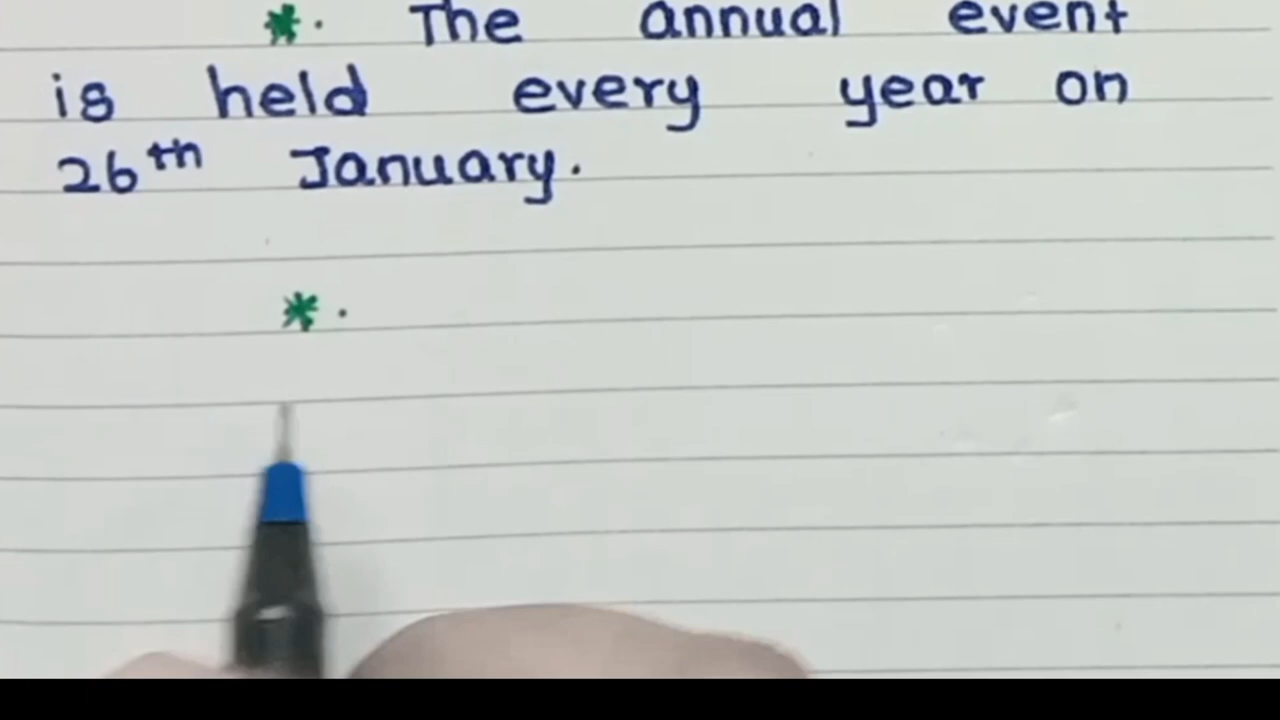 *. The annual event
is held every year on
26th January.
*.